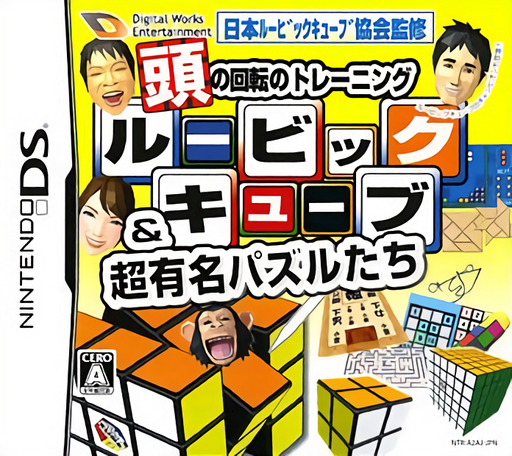 Digital Works
Entertainment
日本ルービックキューブ協会監修
頭の回転のトレーニング
ルービック
キューブ
&
超有名パズルたち
NINTENDO DS
CERO
A